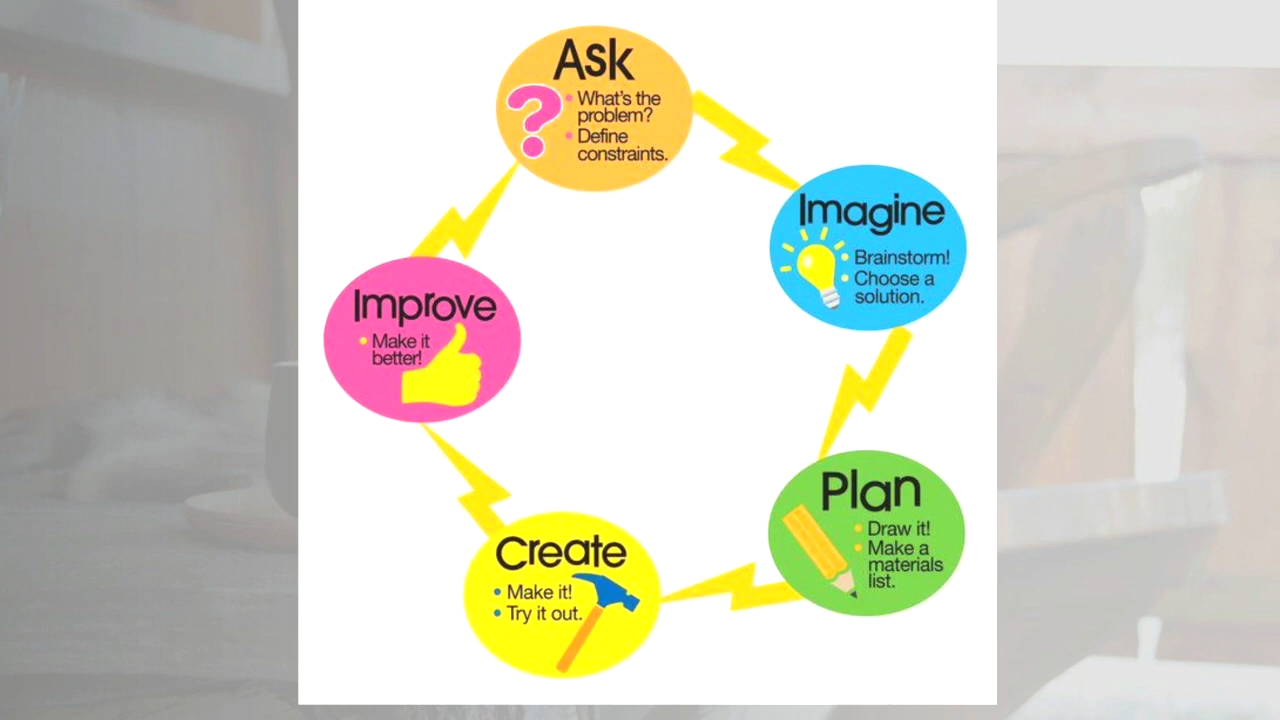 Ask
• What's the
problem?
• Define
constraints.
Imagine
• Brainstorm!
• Choose a
solution.
Plan
• Draw it!
• Make a
materials
list.
Create
• Make it!
• Try it out.
Improve
• Make it
better!